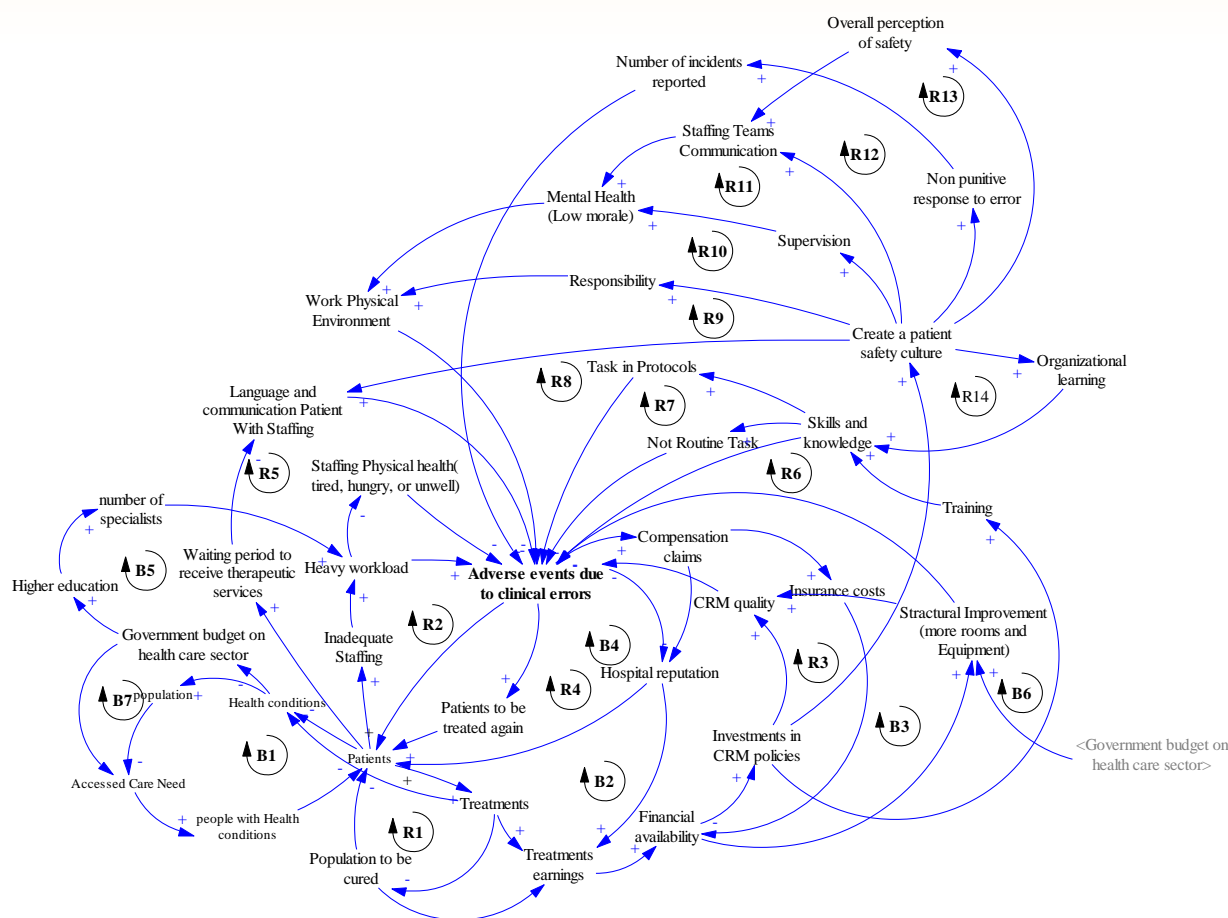 Overall perception
of safety
Number of incidents
reported
R13
Staffing Teams
Communication
R12
R11
Non punitive
response to error
Mental Health
(Low morale)
Supervision
R10
Responsibility
Work Physical
Environment
R9
Create a patient
safety culture
Organizational
learning
R8
Task in Protocols
R14
Language and
communication Patient
With Staffing
R7
Skills and
knowledge
Not Routine Task
R5
Staffing Physical health(
tired, hungry, or unwell)
R6
number of
specialists
Training
Compensation
claims
Waiting period to
receive therapeutic
services
Heavy workload
B5
Higher education
Adverse events due
to clinical errors
Insurance costs
CRM quality
Stractural Improvement
(more rooms and
Equipment)
R2
Government budget on
health care sector
Inadequate
Staffing
B4
Hospital reputation
R3
R4
B6
B7
population
Health conditions
Patients to be
treated again
B3
Investments in
CRM policies
<Government budget on
health care sector>
B1
Patients
B2
Accessed Care Need
Treatments
people with Health
conditions
R1
Financial
availability
Population to be
cured
Treatments
earnings